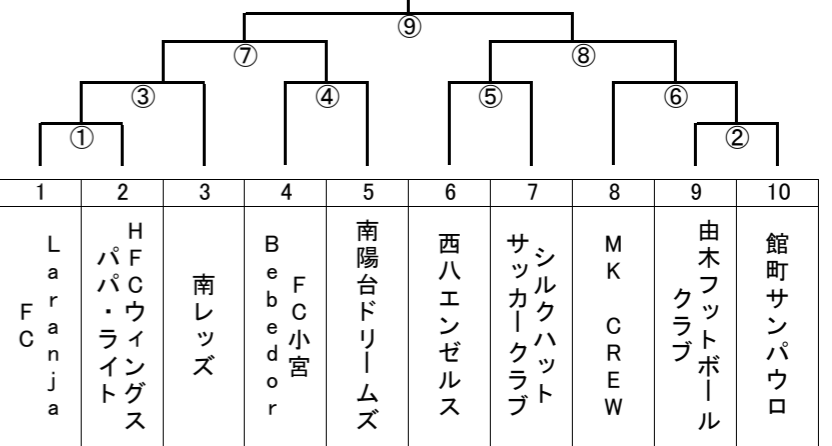 ⑨
⑦
⑧
③
④
⑤
⑥
①
②
1 2 3 4 5 6 7 8 9 10
Laranja
FC
HFCウィングス
パパ・ライト
南レッズ
FC小宮
Bebedor
南陽台ドリームズ
西八エンゼルス
シルクハット
サッカークラブ
MK CREW
由木フットボール
クラブ
館町サンパウロ